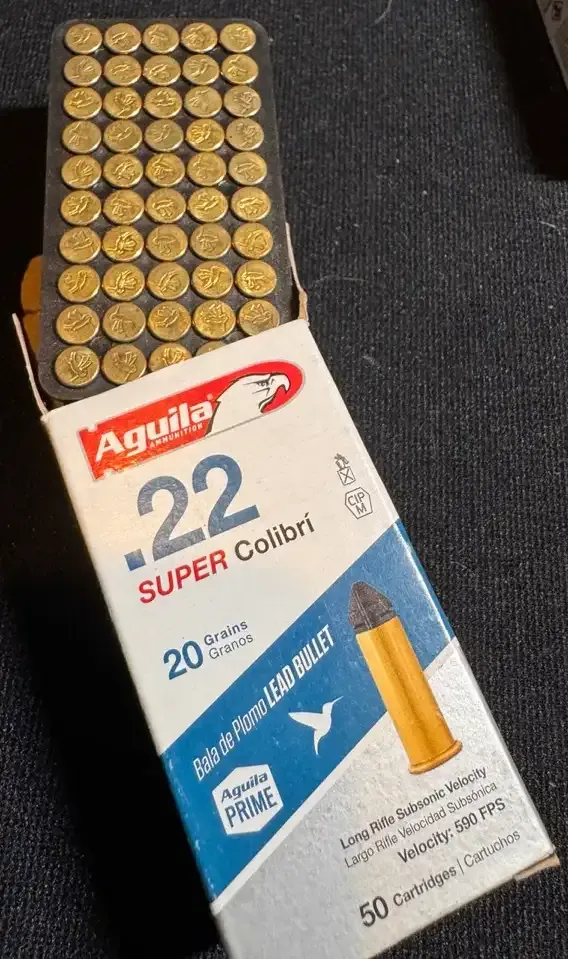 Aguila®
AMMUNITION
.22
SUPER Colibrí
CIP
M
20 Grains
Granos
Bala de Plomo LEAD BULLET
Aguila
PRIME
Long Rifle Subsonic Velocity
Largo Rifle Velocidad Subsónica
Velocity: 590 FPS
50 Cartridges | Cartuchos